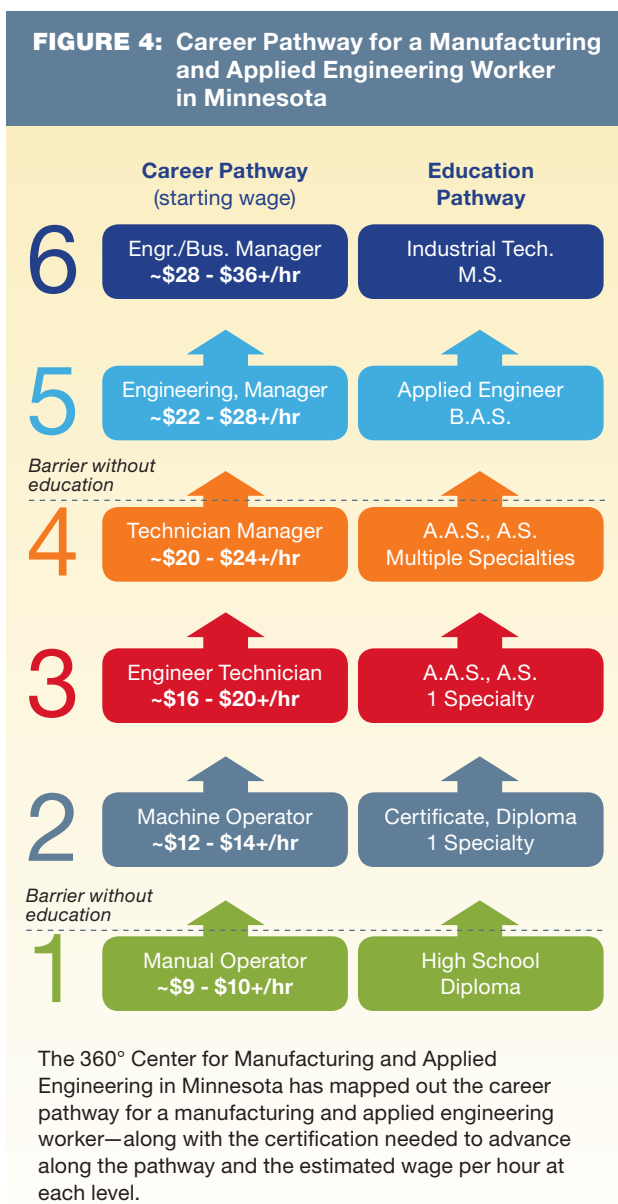 FIGURE 4: Career Pathway for a Manufacturing
and Applied Engineering Worker
in Minnesota
Career Pathway
(starting wage)
Education
Pathway
6
Engr./Bus. Manager
~$28 - $36+/hr
Industrial Tech.
M.S.
5
Engineering, Manager
~$22 - $28+/hr
Applied Engineer
B.A.S.
Barrier without
education
4
Technician Manager
~$20 - $24+/hr
A.A.S., A.S.
Multiple Specialties
3
Engineer Technician
~$16 - $20+/hr
A.A.S., A.S.
1 Specialty
2
Machine Operator
~$12 - $14+/hr
Certificate, Diploma
1 Specialty
Barrier without
education
1
Manual Operator
~$9 - $10+/hr
High School
Diploma
The 360° Center for Manufacturing and Applied
Engineering in Minnesota has mapped out the career
pathway for a manufacturing and applied engineering
worker—along with the certification needed to advance
along the pathway and the estimated wage per hour at
each level.